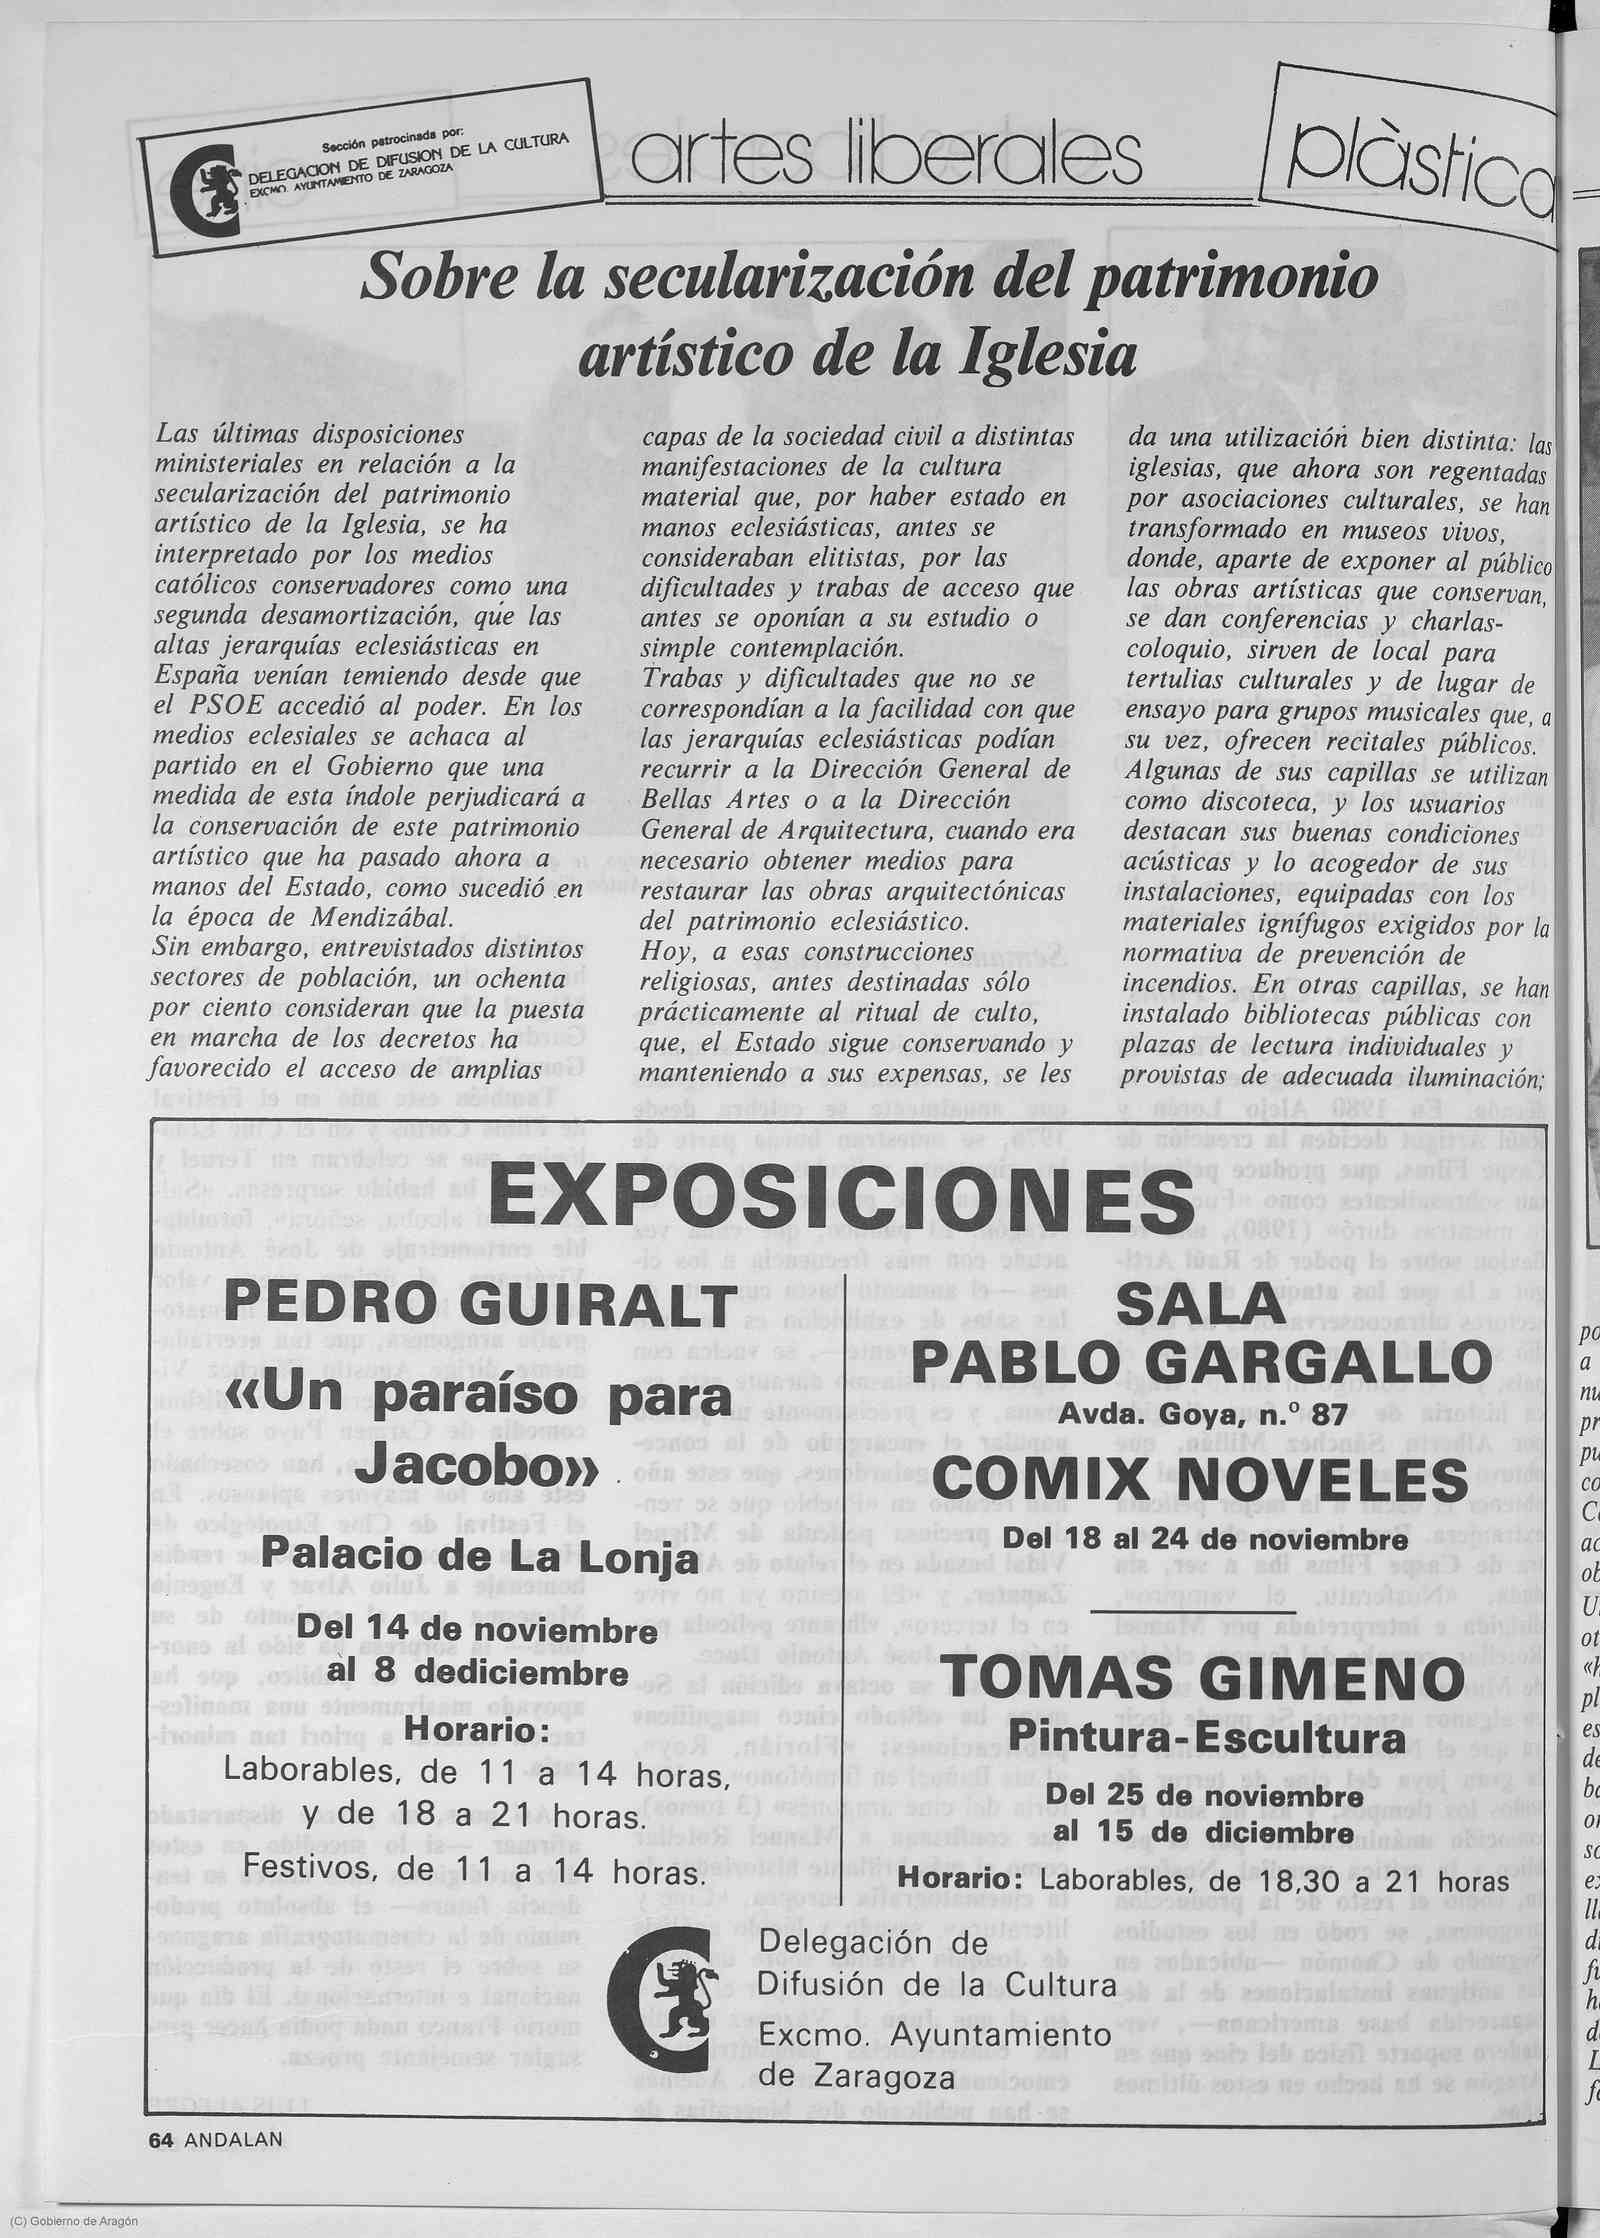 Sección patrocinada por:
DELEGACION DE DIFUSION DE LA CULTURA
EXCMO. AYUNTAMIENTO DE ZARAGOZA
artes liberales
plàstica
Sobre la secularización del patrimonio
artístico de la Iglesia
Las últimas disposiciones
ministeriales en relación a la
secularización del patrimonio
artístico de la Iglesia, se ha
interpretado por los medios
católicos conservadores como una
segunda desamortización, que las
altas jerarquías eclesiásticas en
España venían temiendo desde que
el PSOE accedió al poder. En los
medios eclesiales se achaca al
partido en el Gobierno que una
medida de esta índole perjudicará a
la conservación de este patrimonio
artístico que ha pasado ahora a
manos del Estado, como sucedió en
la época de Mendizábal.
Sin embargo, entrevistados distintos
sectores de población, un ochenta
por ciento consideran que la puesta
en marcha de los decretos ha
favorecido el acceso de amplias
capas de la sociedad civil a distintas
manifestaciones de la cultura
material que, por haber estado en
manos eclesiásticas, antes se
consideraban elitistas, por las
dificultades y trabas de acceso que
antes se oponían a su estudio o
simple contemplación.
Trabas y dificultades que no se
correspondían a la facilidad con que
las jerarquías eclesiásticas podían
recurrir a la Dirección General de
Bellas Artes o a la Dirección
General de Arquitectura, cuando era
necesario obtener medios para
restaurar las obras arquitectónicas
del patrimonio eclesiástico.
Hoy, a esas construcciones
religiosas, antes destinadas sólo
prácticamente al ritual de culto,
que, el Estado sigue conservando y
manteniendo a sus expensas, se les
da una utilización bien distinta: las
iglesias, que ahora son regentadas
por asociaciones culturales, se han
transformado en museos vivos,
donde, aparte de exponer al público
las obras artísticas que conservan,
se dan conferencias y charlas-
coloquio, sirven de local para
tertulias culturales y de lugar de
ensayo para grupos musicales que, a
su vez, ofrecen recitales públicos.
Algunas de sus capillas se utilizan
como discoteca, y los usuarios
destacan sus buenas condiciones
acústicas y lo acogedor de sus
instalaciones, equipadas con los
materiales ignífugos exigidos por la
normativa de prevención de
incendios. En otras capillas, se han
instalado bibliotecas públicas con
plazas de lectura individuales y
provistas de adecuada iluminación;
EXPOSICIONES
PEDRO GUIRALT
«Un paraíso para
Jacobo»
Palacio de La Lonja
Del 14 de noviembre
al 8 dediciembre
Horario:
Laborables, de 11 a 14 horas,
y de 18 a 21 horas.
Festivos, de 11 a 14 horas.
SALA
PABLO GARGALLO
Avda. Goya, n.º 87
COMIX NOVELES
Del 18 al 24 de noviembre
TOMAS GIMENO
Pintura-Escultura
Del 25 de noviembre
al 15 de diciembre
Horario: Laborables, de 18,30 a 21 horas
Delegación de
Difusión de la Cultura
Excmo. Ayuntamiento
de Zaragoza
64 ANDALAN
(C) Gobierno de Aragón